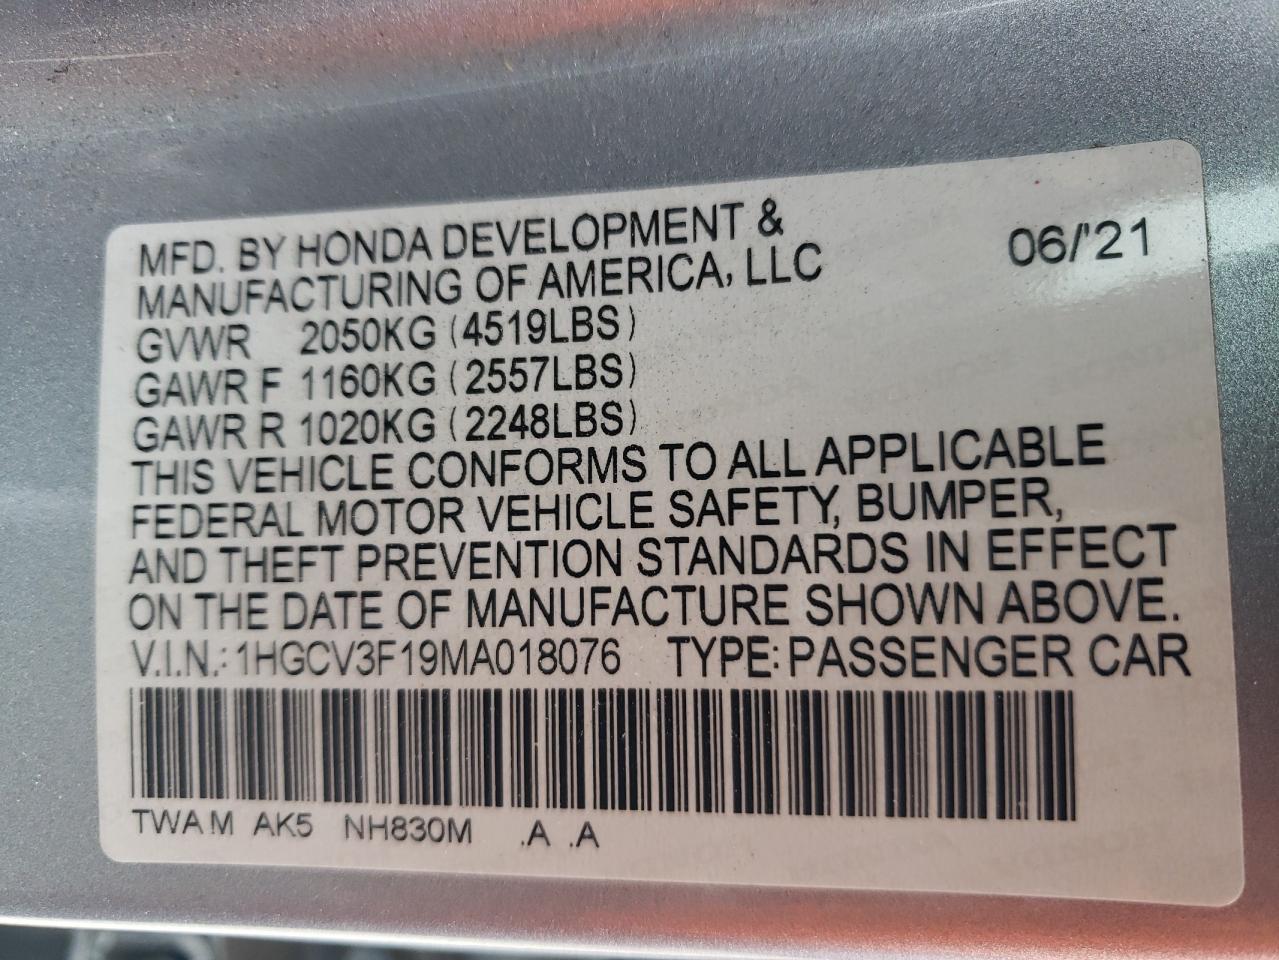 MFD. BY HONDA DEVELOPMENT & 06/'21
MANUFACTURING OF AMERICA, LLC
GVWR 2050KG (4519LBS)
GAWR F 1160KG (2557LBS)
GAWR R 1020KG (2248LBS)
THIS VEHICLE CONFORMS TO ALL APPLICABLE
FEDERAL MOTOR VEHICLE SAFETY, BUMPER,
AND THEFT PREVENTION STANDARDS IN EFFECT
ON THE DATE OF MANUFACTURE SHOWN ABOVE.
V.I.N.: 1HGCV3F19MA018076 TYPE: PASSENGER CAR
TWAM AK5 NH830M .A .A